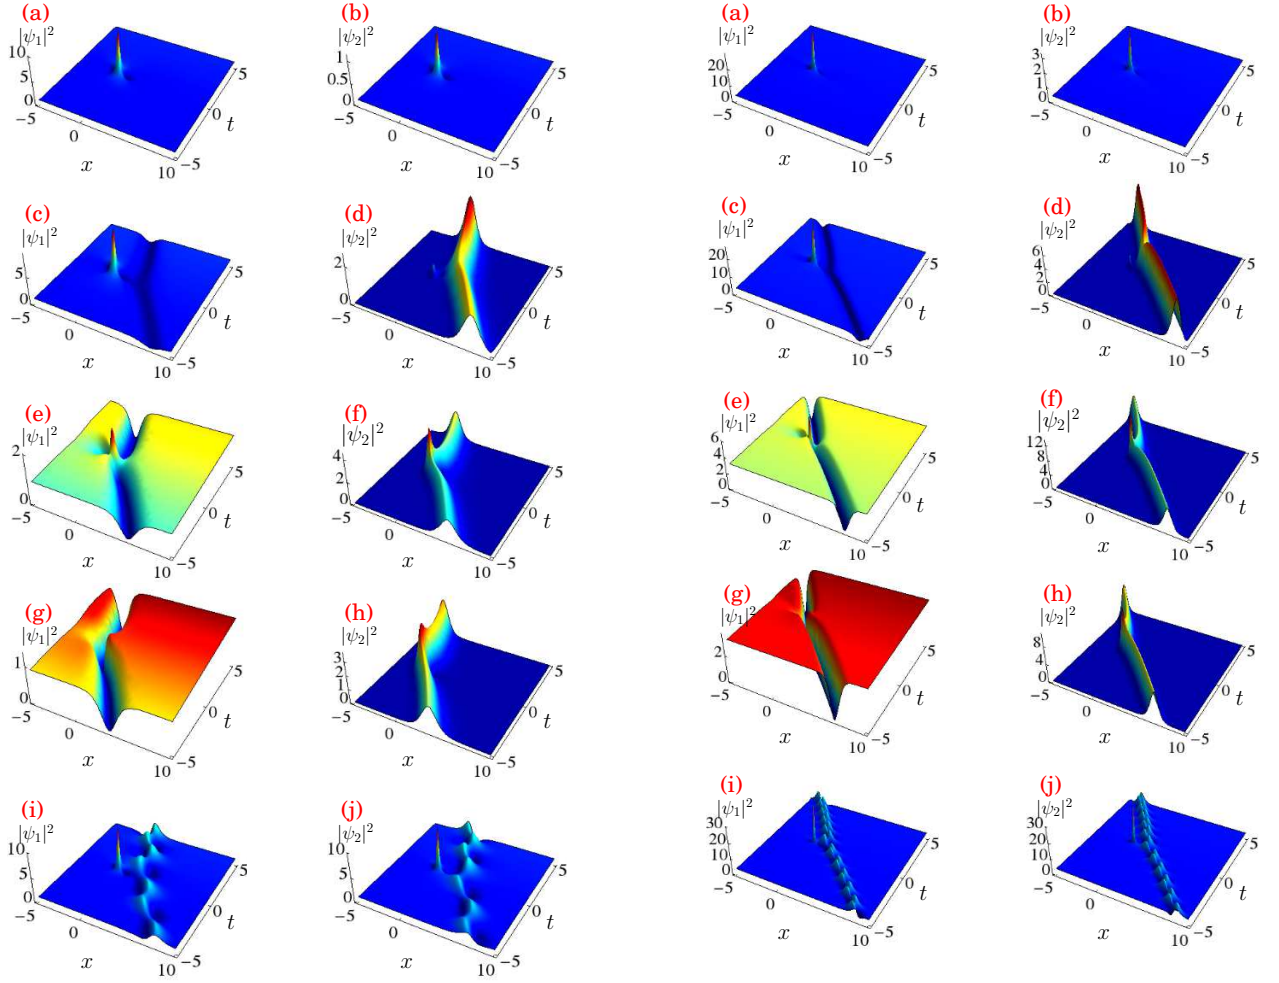 (a) (b) (a) (b)
|ψ₁|² |ψ₂|² |ψ₁|² |ψ₂|²
10 5 0 −5 0 10 −5 0 5 x t
1 0.5 0 −5 0 10 −5 0 5 x t
20 10 0 −5 0 10 −5 0 5 x t
3 2 1 0 −5 0 10 −5 0 5 x t
(c) (d) (c) (d)
|ψ₁|² |ψ₂|² |ψ₁|² |ψ₂|²
5 0 −5 0 10 −5 0 5 x t
2 0 −5 0 10 −5 0 5 x t
20 10 0 −5 0 10 −5 0 5 x t
6 4 2 0 −5 0 10 −5 0 5 x t
(e) (f) (e) (f)
|ψ₁|² |ψ₂|² |ψ₁|² |ψ₂|²
2 0 −5 0 10 −5 0 5 x t
4 2 0 −5 0 10 −5 0 5 x t
6 4 2 0 −5 0 10 −5 0 5 x t
12 8 4 0 −5 0 10 −5 0 5 x t
(g) (h) (g) (h)
|ψ₁|² |ψ₂|² |ψ₁|² |ψ₂|²
1 0 −5 0 10 −5 0 5 x t
3 2 1 0 −5 0 10 −5 0 5 x t
2 0 −5 0 10 −5 0 5 x t
8 4 0 −5 0 10 −5 0 5 x t
(i) (j) (i) (j)
|ψ₁|² |ψ₂|² |ψ₁|² |ψ₂|²
10 5 0 −5 0 10 −5 0 5 x t
10 5 0 −5 0 10 −5 0 5 x t
30 20 10 0 −5 0 10 −5 0 5 x t
30 20 10 0 −5 0 10 −5 0 5 x t